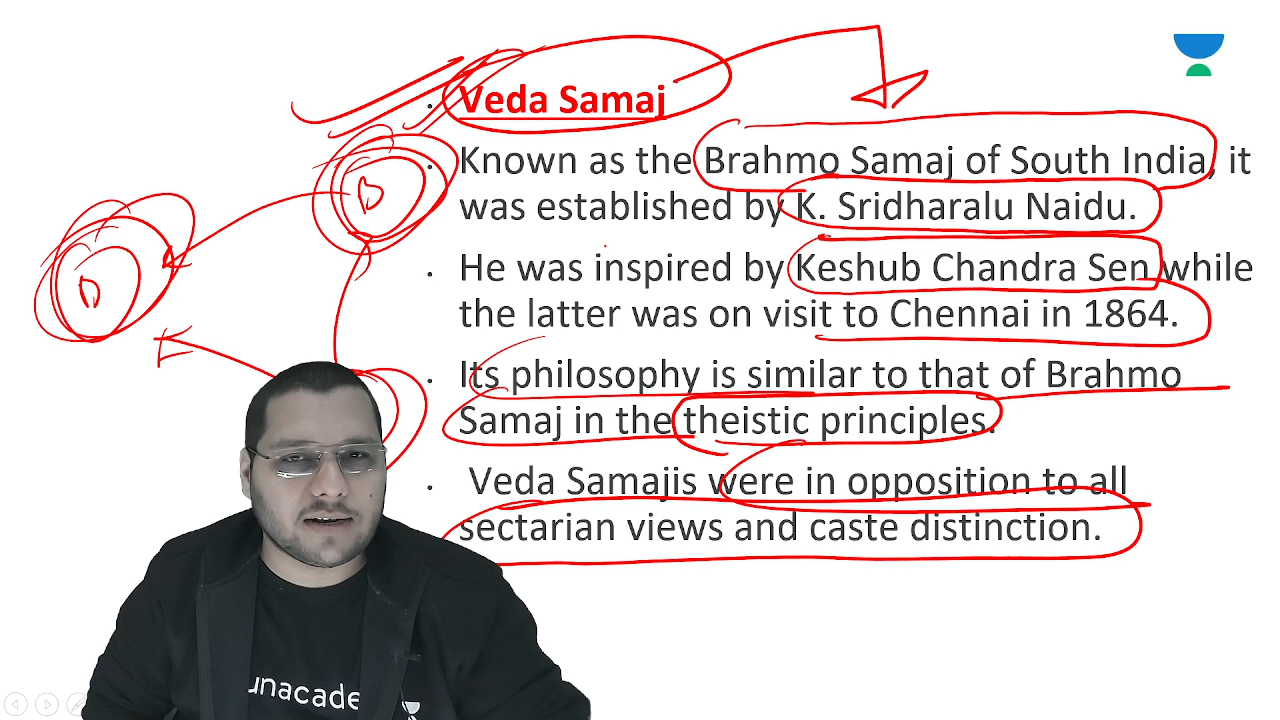 Veda Samaj
Known as the Brahmo Samaj of South India, it
was established by K. Sridharalu Naidu.
He was inspired by Keshub Chandra Sen while
the latter was on visit to Chennai in 1864.
Its philosophy is similar to that of Brahmo
Samaj in the theistic principles.
Veda Samajis were in opposition to all
sectarian views and caste distinction.
D
D
unacade